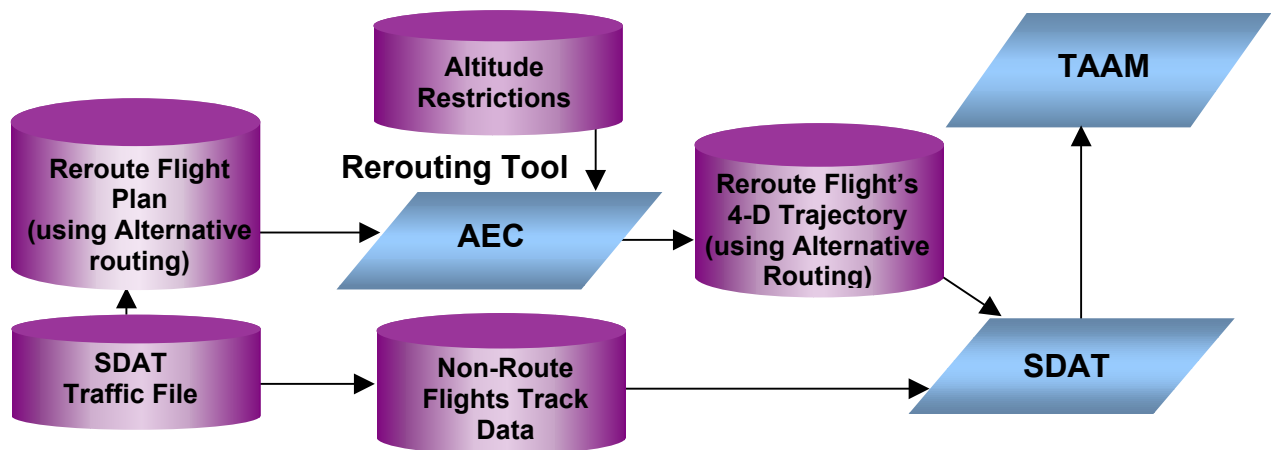 Altitude
Restrictions
TAAM
Reroute Flight
Plan
(using Alternative
routing)
Rerouting Tool
AEC
Reroute Flight's
4-D Trajectory
(using Alternative
Routing)
SDAT
Traffic File
Non-Route
Flights Track
Data
SDAT